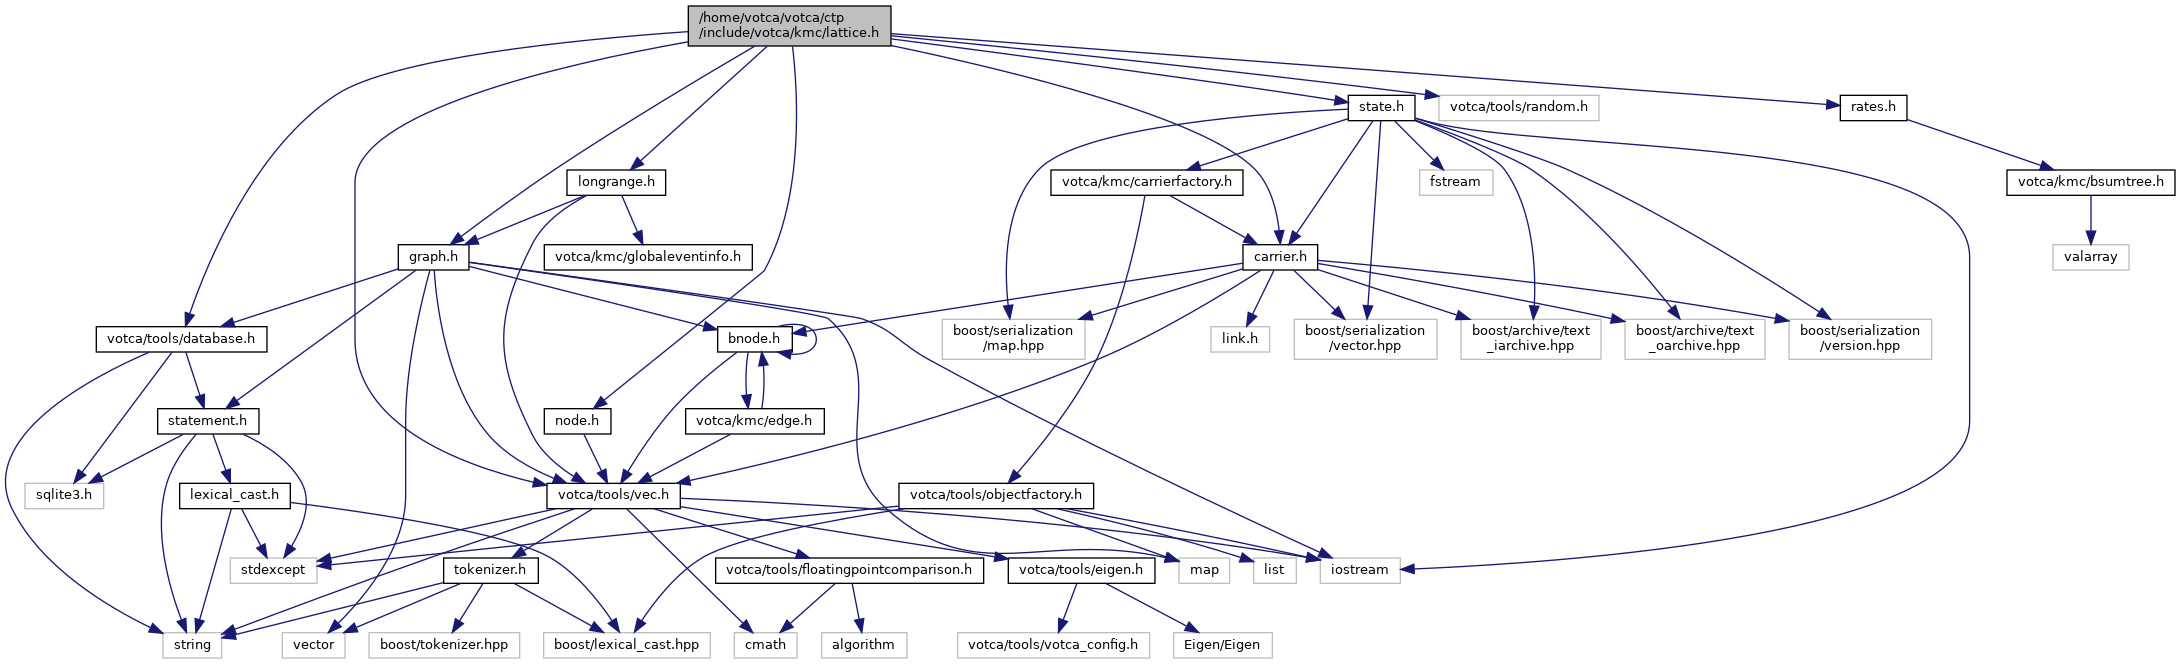 /home/votca/votca/ctp
/include/votca/kmc/lattice.h
state.h
votca/tools/random.h
rates.h
longrange.h
votca/kmc/carrierfactory.h
fstream
votca/kmc/bsumtree.h
graph.h
votca/kmc/globaleventinfo.h
carrier.h
valarray
votca/tools/database.h
bnode.h
boost/serialization
/map.hpp
link.h
boost/serialization
/vector.hpp
boost/archive/text
_iarchive.hpp
boost/archive/text
_oarchive.hpp
boost/serialization
/version.hpp
statement.h
node.h
votca/kmc/edge.h
sqlite3.h
lexical_cast.h
votca/tools/vec.h
votca/tools/objectfactory.h
stdexcept
tokenizer.h
votca/tools/floatingpointcomparison.h
votca/tools/eigen.h
map
list
iostream
string
vector
boost/tokenizer.hpp
boost/lexical_cast.hpp
cmath
algorithm
votca/tools/votca_config.h
Eigen/Eigen